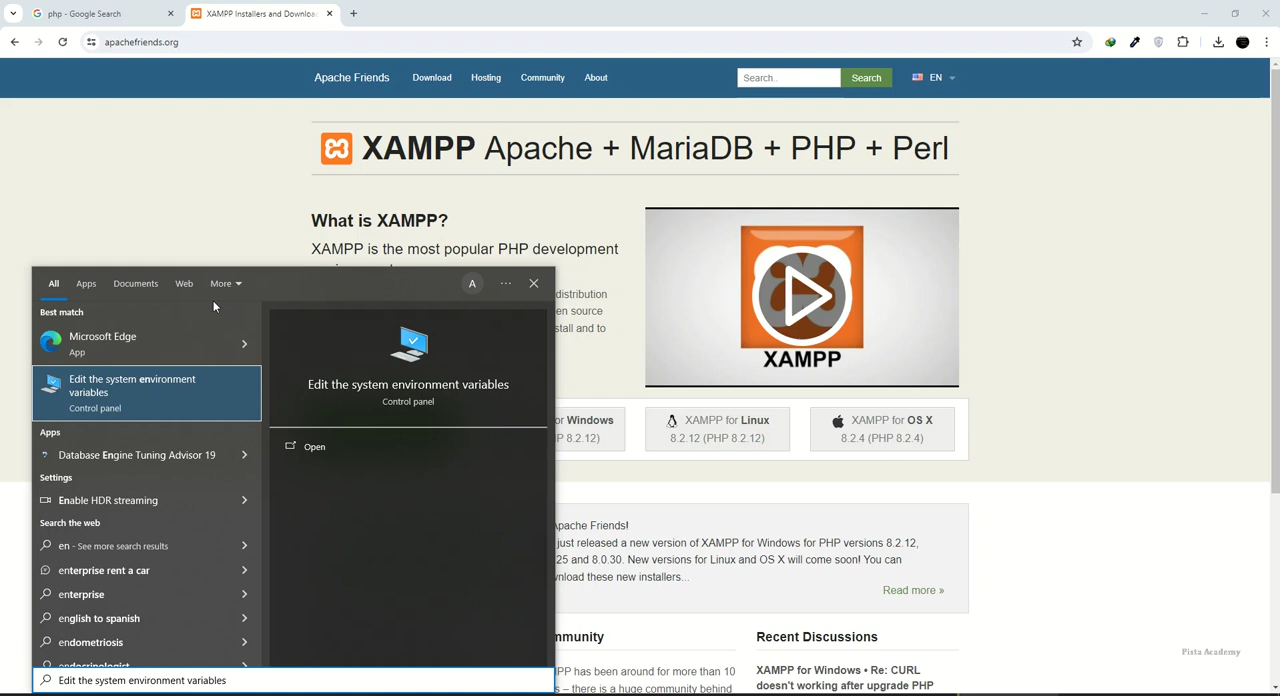 php - Google Search
XAMPP Installers and Downloa
apachefriends.org
Apache Friends Download Hosting Community About
Search.. Search EN
XAMPP Apache + MariaDB + PHP + Perl
What is XAMPP?
XAMPP is the most popular PHP development
distribution
en source
stall and to
XAMPP
or Windows
P 8.2.12)
XAMPP for Linux
8.2.12 (PHP 8.2.12)
XAMPP for OS X
8.2.4 (PHP 8.2.4)
Apache Friends!
just released a new version of XAMPP for Windows for PHP versions 8.2.12,
25 and 8.0.30. New versions for Linux and OS X will come soon! You can
wnload these new installers...
Read more »
mmunity
PP has been around for more than 10
s – there is a huge community behind
Recent Discussions
XAMPP for Windows • Re: CURL
doesn't working after upgrade PHP
Pista Academy
All Apps Documents Web More
A ···
Best match
Microsoft Edge
App
Edit the system environment
variables
Control panel
Apps
Database Engine Tuning Advisor 19
Settings
Enable HDR streaming
Search the web
en - See more search results
enterprise rent a car
enterprise
english to spanish
endometriosis
endocrinologist
Edit the system environment variables
Control panel
Open
Edit the system environment variables